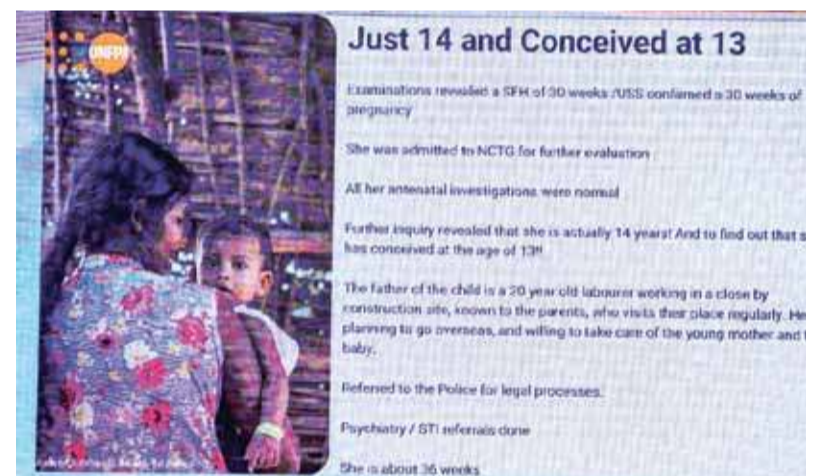 UNFPA
Just 14 and Conceived at 13
Examinations revealed a SFH of 30 weeks /USS confirmed a 30 weeks of
pregnancy
She was admitted to NCTG for further evaluation
All her antenatal investigations were normal
Further inquiry revealed that she is actually 14 years! And to find out that s
has conceived at the age of 13!!
The father of the child is a 20 year old labourer working in a close by
construction site, known to the parents, who visits their place regularly. He
planning to go overseas, and willing to take care of the young mother and
baby.
Referred to the Police for legal processes.
Psychiatry / STI referrals done
She is about 36 weeks